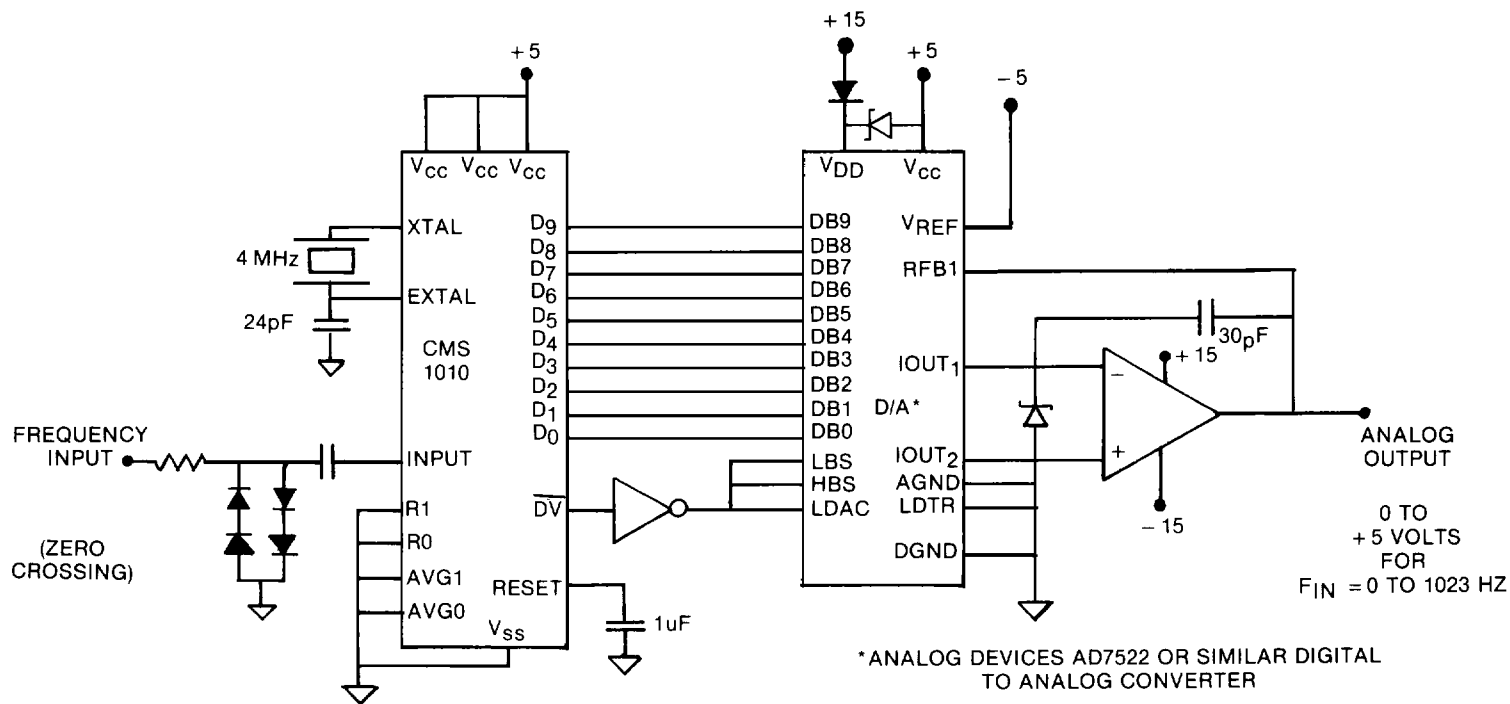 +15
+5
+5
-5
VCC VCC VCC
VDD VCC
XTAL
4 MHz
EXTAL
24pF
CMS
1010
D9
D8
D7
D6
D5
D4
D3
D2
D1
D0
DB9
DB8
DB7
DB6
DB5
DB4
DB3
DB2
DB1
DB0
VREF
RFB1
30pF
+15
IOUT1
−
D/A*
+
IOUT2
-15
FREQUENCY
INPUT
(ZERO
CROSSING)
INPUT
R1
R0
AVG1
AVG0
DV
RESET
VSS
1uF
LBS
HBS
LDAC
AGND
LDTR
DGND
ANALOG
OUTPUT
0 TO
+5 VOLTS
FOR
FIN = 0 TO 1023 HZ
*ANALOG DEVICES AD7522 OR SIMILAR DIGITAL
TO ANALOG CONVERTER